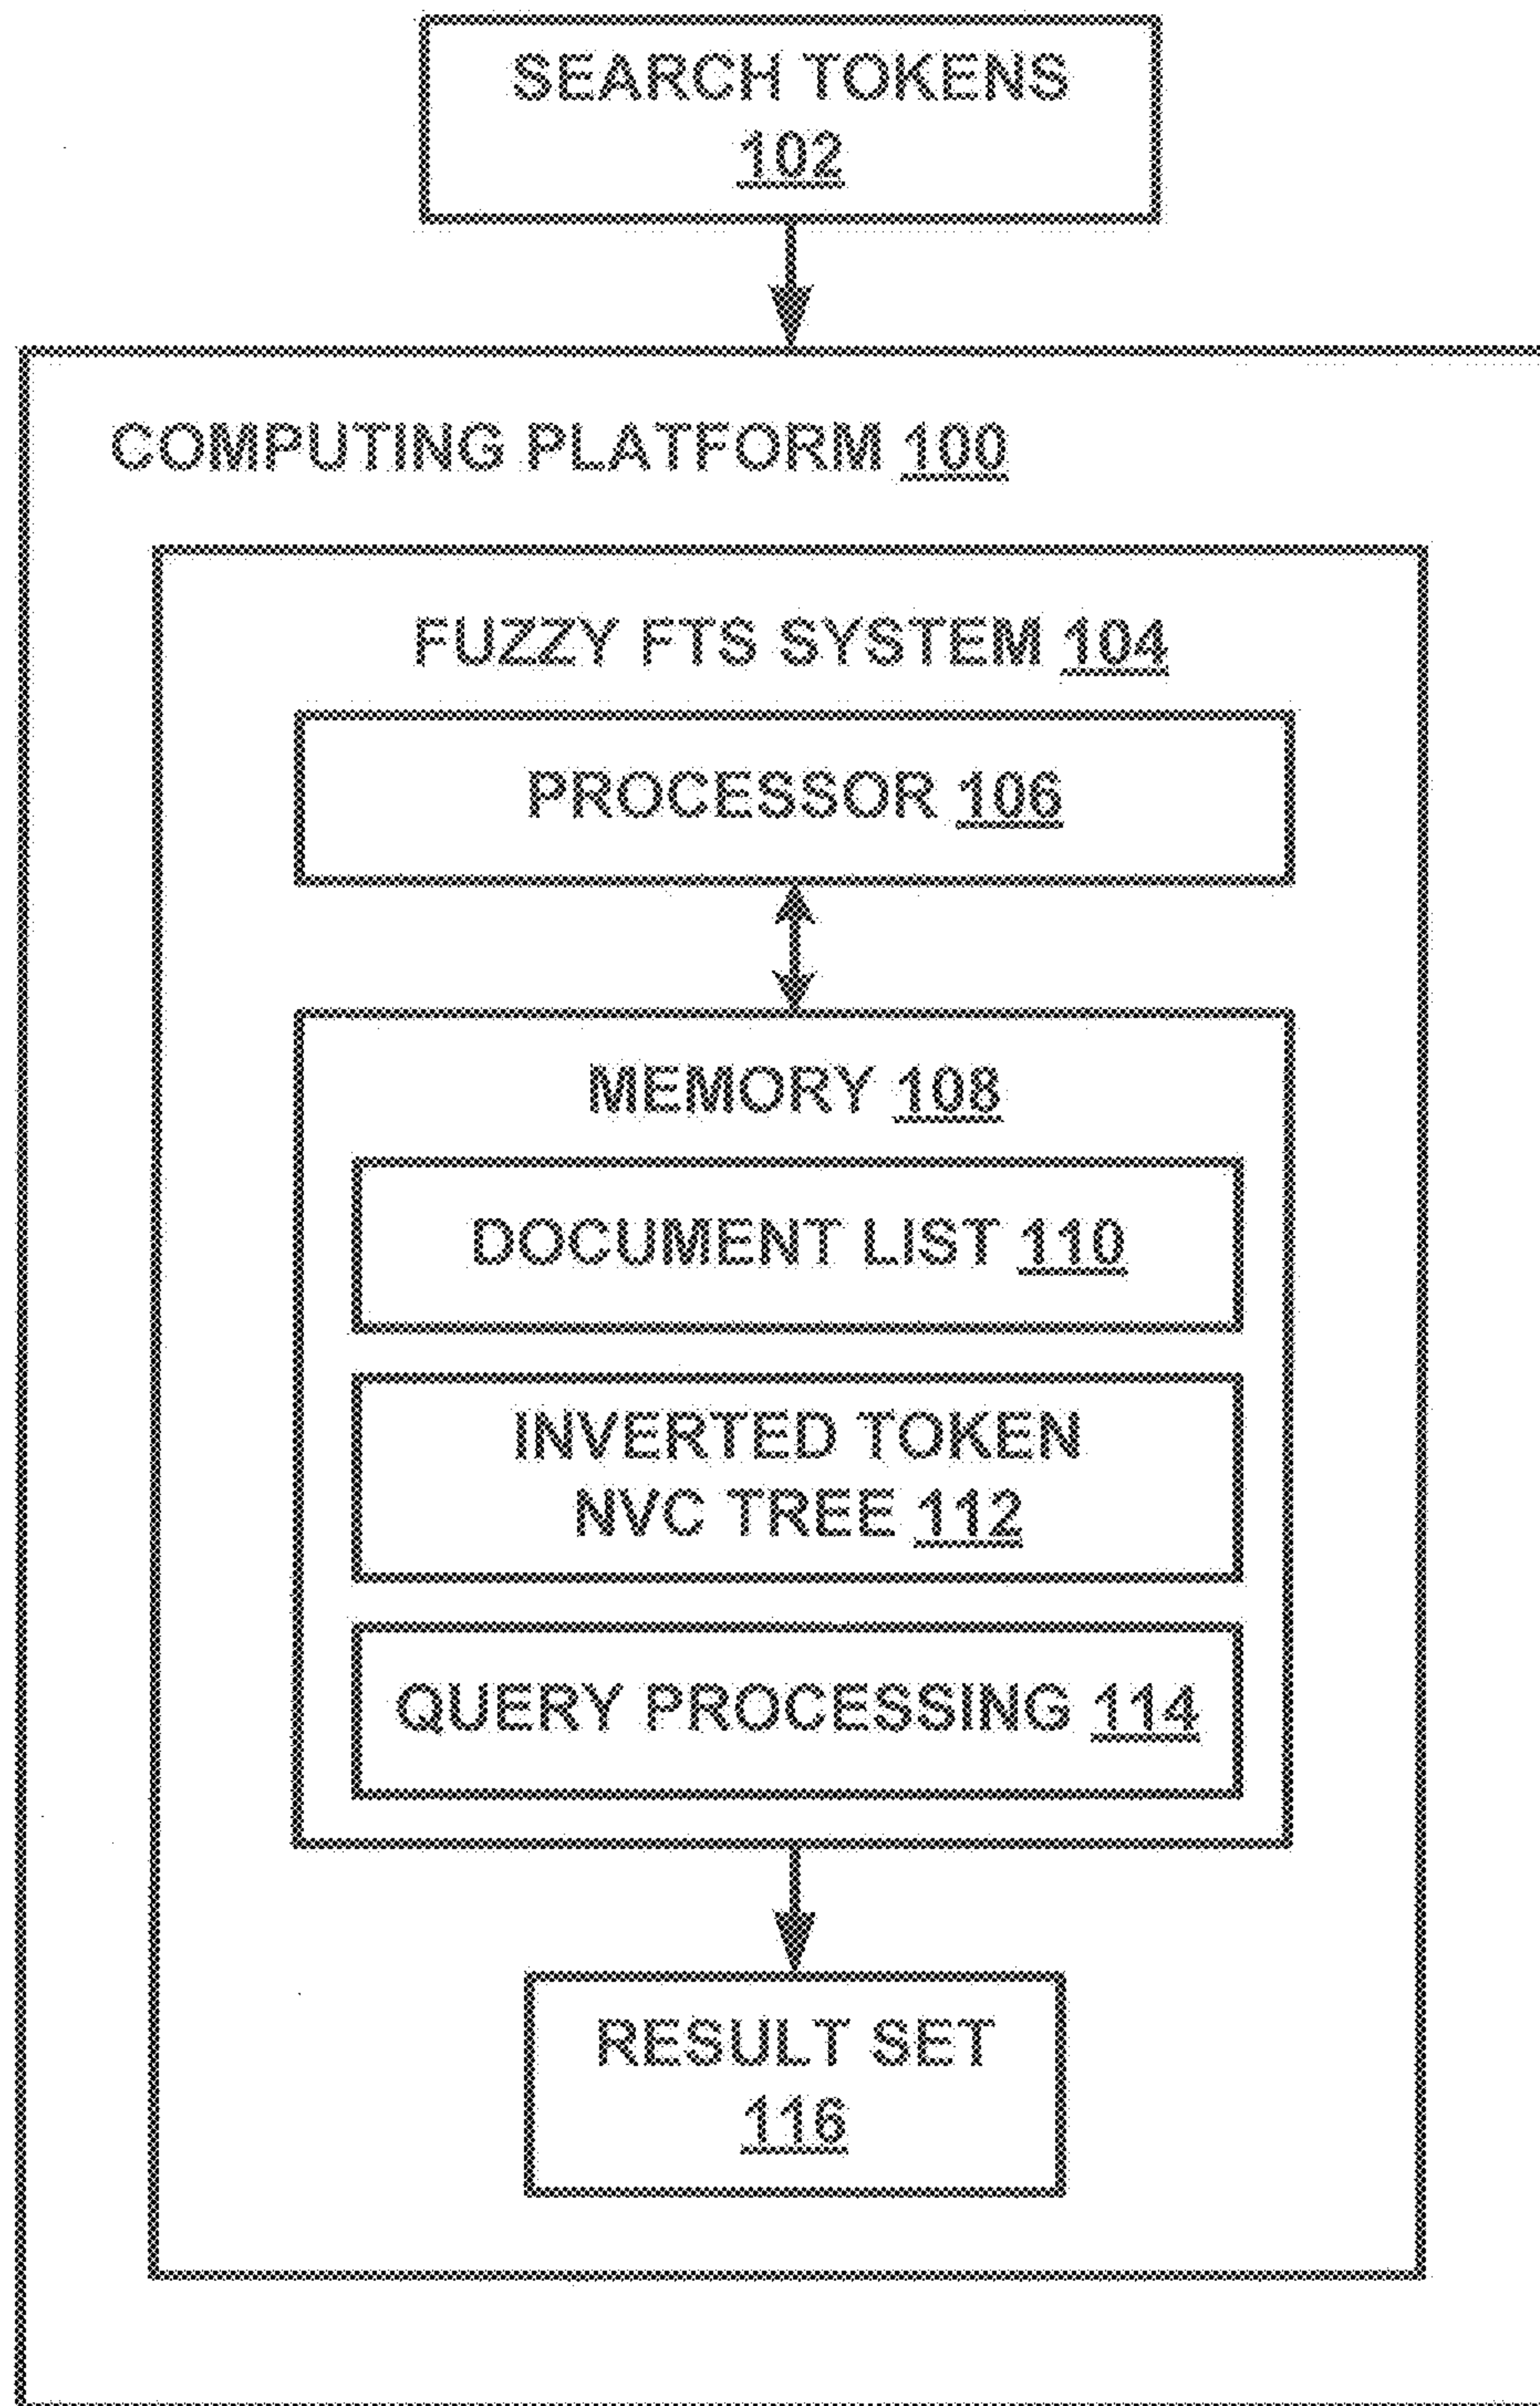 SEARCH TOKENS
102
COMPUTING PLATFORM 100
FUZZY FTS SYSTEM 104
PROCESSOR 106
MEMORY 108
DOCUMENT LIST 110
INVERTED TOKEN
NVC TREE 112
QUERY PROCESSING 114
RESULT SET
116